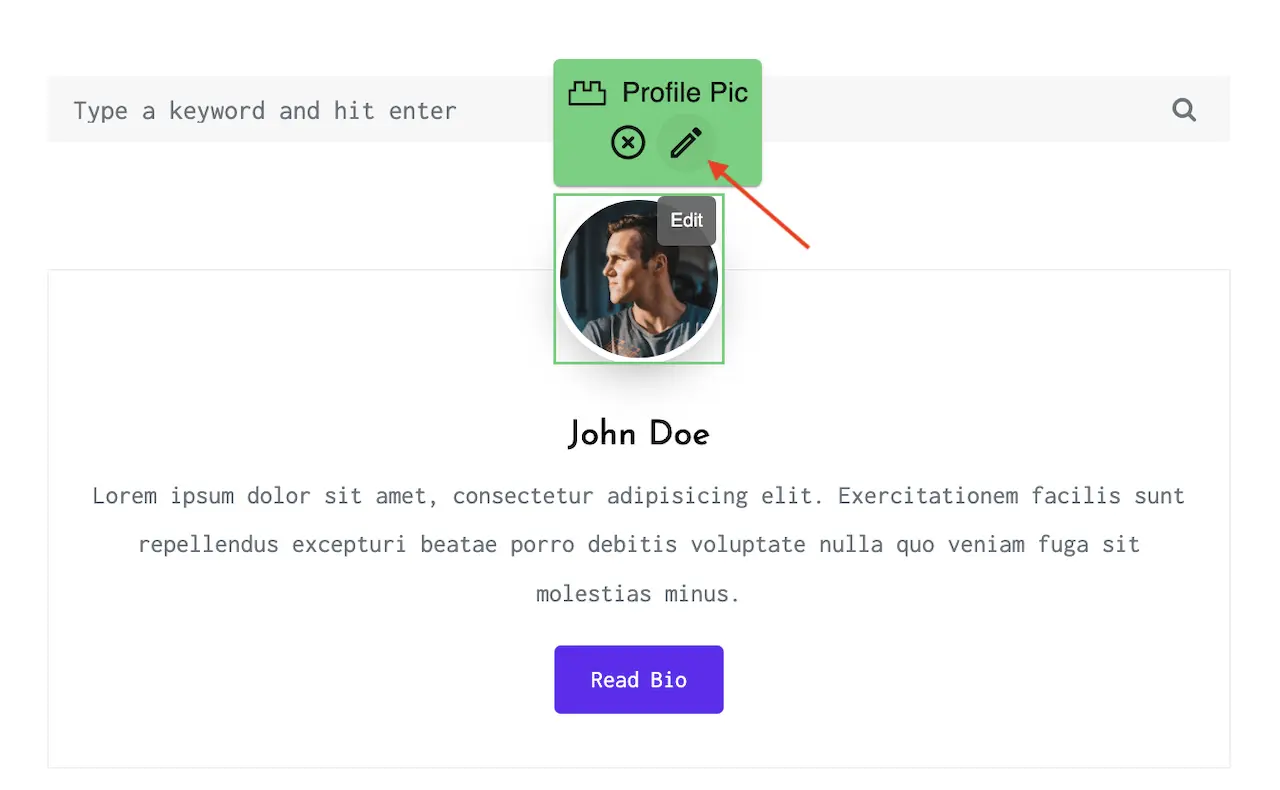 Profile Pic
Type a keyword and hit enter
Edit
John Doe
Lorem ipsum dolor sit amet, consectetur adipisicing elit. Exercitationem facilis sunt
repellendus excepturi beatae porro debitis voluptate nulla quo veniam fuga sit
molestias minus.
Read Bio